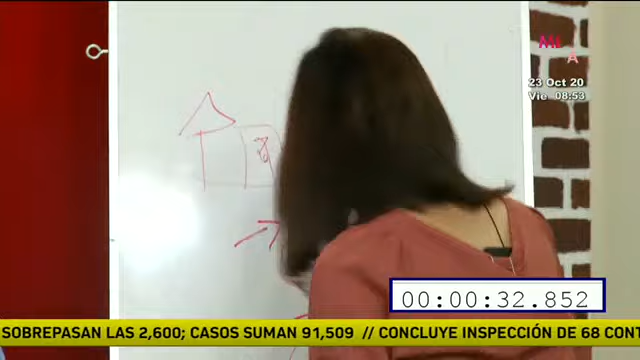 23 Oct 20
Vie 08:53
00:00:32.852
SOBREPASAN LAS 2,600; CASOS SUMAN 91,509 // CONCLUYE INSPECCIÓN DE 68 CONT